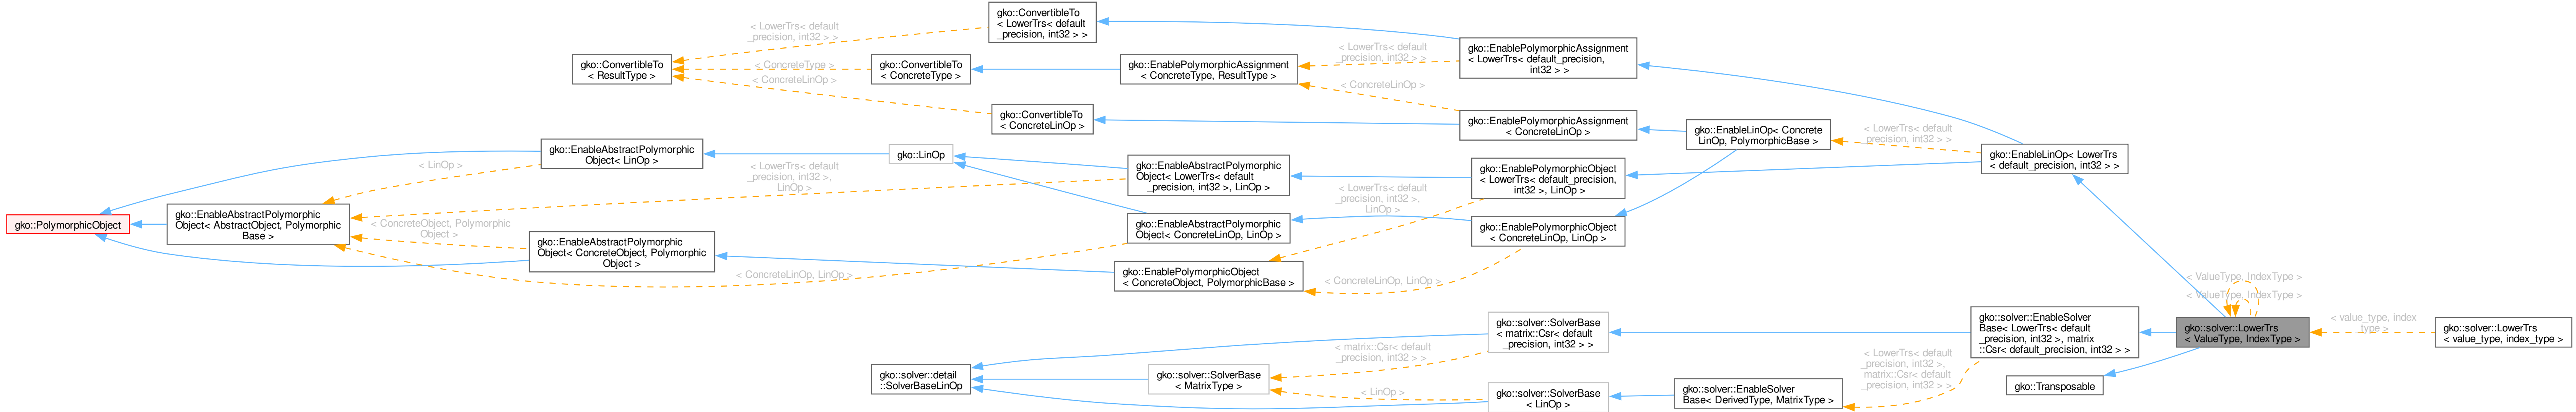 gko::ConvertibleTo
< LowerTrs< default
_precision, int32 > >
< LowerTrs< default
_precision, int32 > >
gko::ConvertibleTo
< ResultType >
< ConcreteType >
< ConcreteLinOp >
gko::ConvertibleTo
< ConcreteType >
gko::EnablePolymorphicAssignment
< ConcreteType, ResultType >
< LowerTrs< default
_precision, int32 > >
< ConcreteLinOp >
gko::EnablePolymorphicAssignment
< LowerTrs< default_precision,
int32 > >
gko::ConvertibleTo
< ConcreteLinOp >
gko::EnablePolymorphicAssignment
< ConcreteLinOp >
gko::EnableLinOp< Concrete
LinOp, PolymorphicBase >
< LowerTrs< default
_precision, int32 > >
gko::EnableLinOp< LowerTrs
< default_precision, int32 > >
gko::EnableAbstractPolymorphic
Object< LinOp >
< LinOp >
gko::LinOp
< LowerTrs< default
_precision, int32 >,
LinOp >
gko::EnableAbstractPolymorphic
Object< LowerTrs< default
_precision, int32 >, LinOp >
gko::EnablePolymorphicObject
< LowerTrs< default_precision,
int32 >, LinOp >
< LowerTrs< default
_precision, int32 >,
LinOp >
gko::PolymorphicObject
gko::EnableAbstractPolymorphic
Object< AbstractObject, Polymorphic
Base >
< ConcreteObject, Polymorphic
Object >
gko::EnableAbstractPolymorphic
Object< ConcreteLinOp, LinOp >
gko::EnablePolymorphicObject
< ConcreteLinOp, LinOp >
gko::EnableAbstractPolymorphic
Object< ConcreteObject, Polymorphic
Object >
< ConcreteLinOp, LinOp >
gko::EnablePolymorphicObject
< ConcreteObject, PolymorphicBase >
< ConcreteLinOp, LinOp >
< ValueType, IndexType >
< ValueType, IndexType >
gko::solver::SolverBase
< matrix::Csr< default
_precision, int32 > >
gko::solver::EnableSolver
Base< LowerTrs< default
_precision, int32 >, matrix
::Csr< default_precision, int32 > >
gko::solver::LowerTrs
< ValueType, IndexType >
< value_type, index
_type >
gko::solver::LowerTrs
< value_type, index_type >
gko::solver::detail
::SolverBaseLinOp
gko::solver::SolverBase
< MatrixType >
< matrix::Csr< default
_precision, int32 > >
< LinOp >
gko::solver::SolverBase
< LinOp >
gko::solver::EnableSolver
Base< DerivedType, MatrixType >
< LowerTrs< default
_precision, int32 >,
matrix::Csr< default
_precision, int32 > >
gko::Transposable